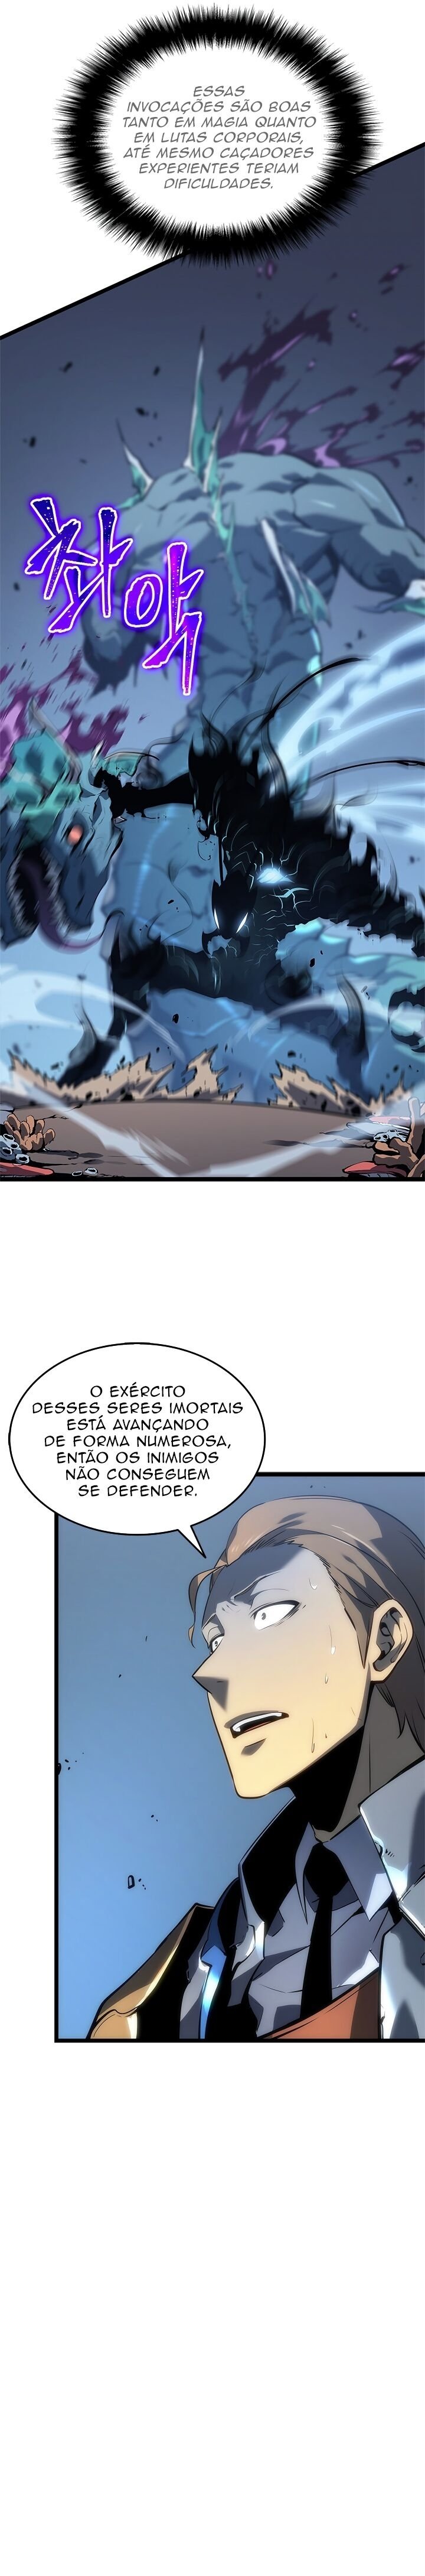 ESSAS
INVOCAÇÕES SÃO BOAS
TANTO EM MAGIA QUANTO
EM LUTAS CORPORAIS,
ATÉ MESMO CAÇADORES
EXPERIENTES TERIAM
DIFICULDADES.
촤악
O EXÉRCITO
DESSES SERES IMORTAIS
ESTÁ AVANÇANDO
DE FORMA NUMEROSA,
ENTÃO OS INIMIGOS
NÃO CONSEGUEM
SE DEFENDER.